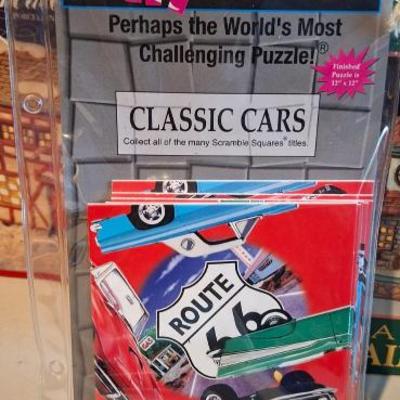 Perhaps the World's Most
Challenging Puzzle!®
Finished
Puzzle is
12" x 12"
CLASSIC CARS
Collect all of the many Scramble Squares® titles.
ROUTE
66
GAS
A